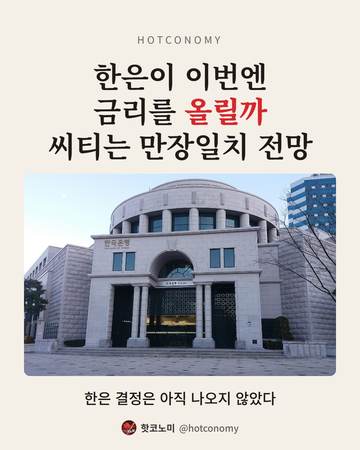 HOTCONOMY
한은이 이번엔
금리를 올릴까
씨티는 만장일치 전망
한국은행
한은 결정은 아직 나오지 않았다
핫코노미 @hotconomy